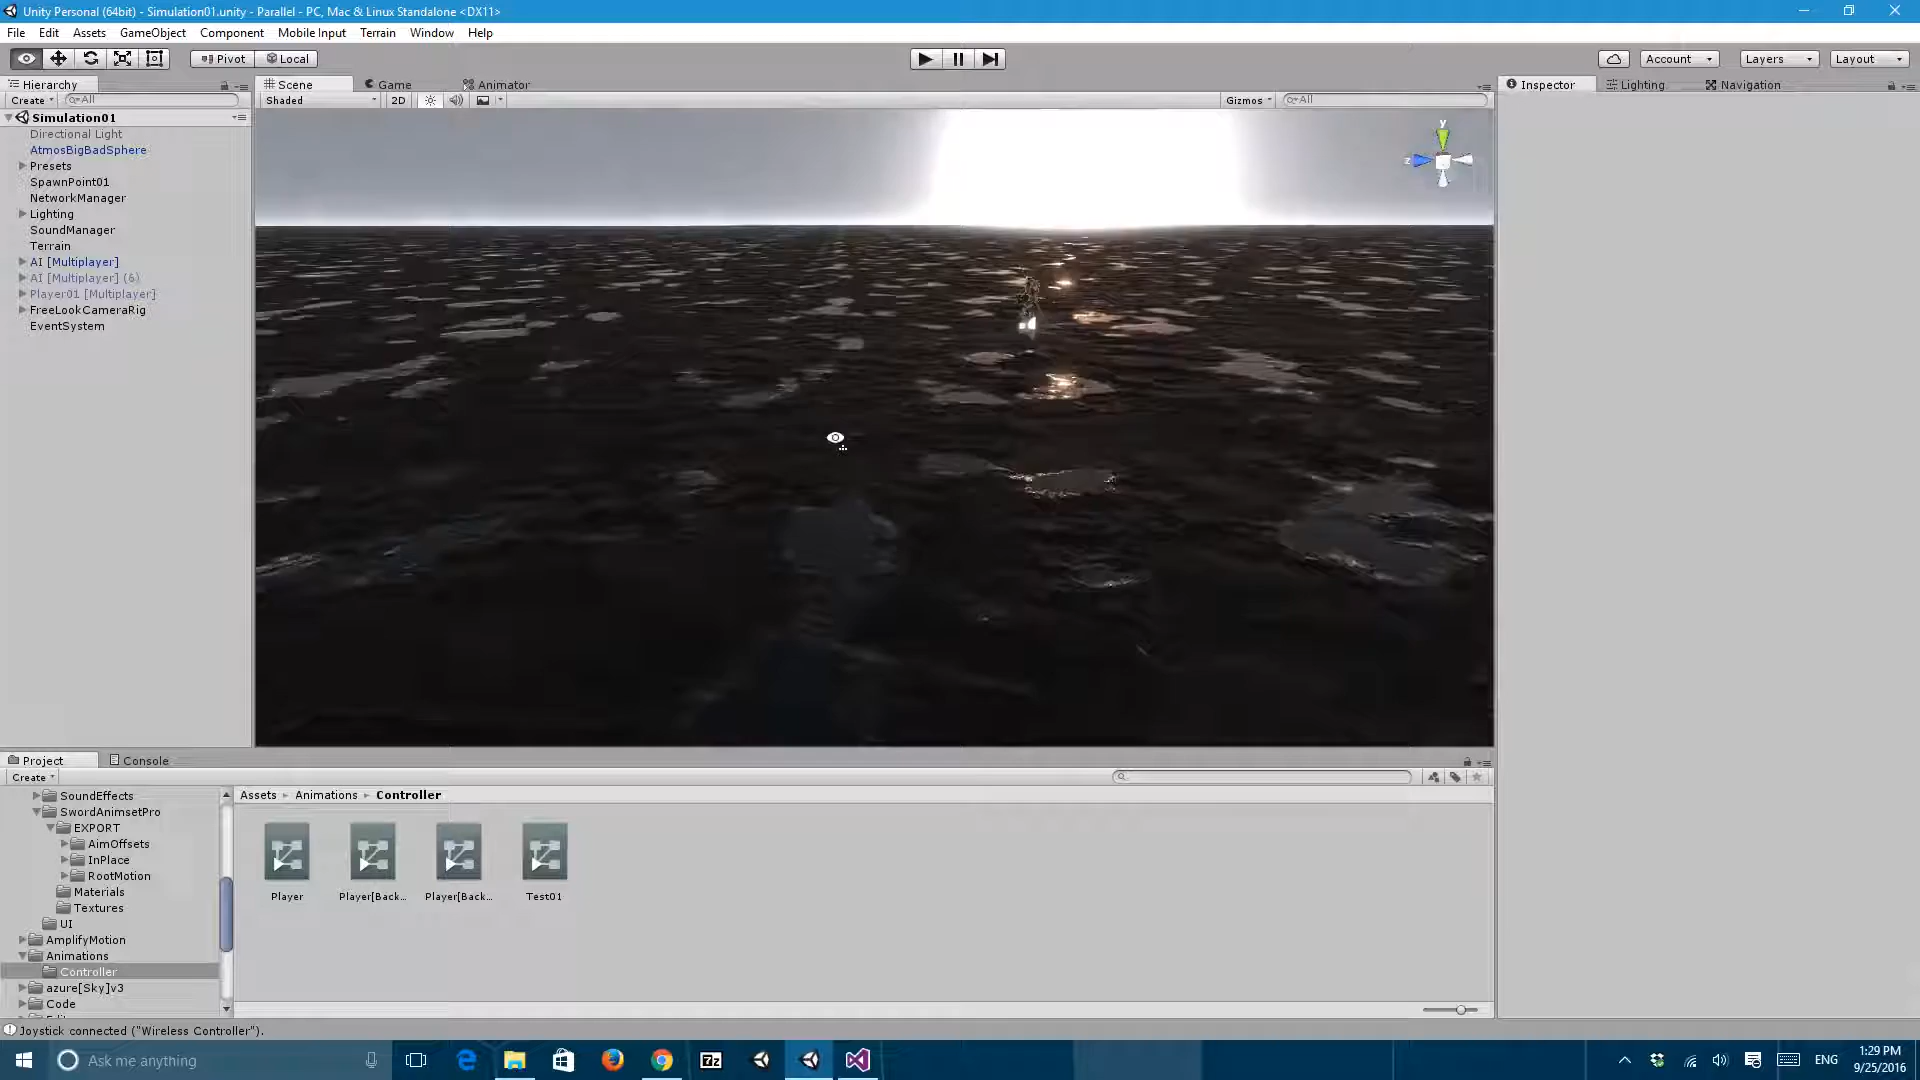 Unity Personal (64bit) - Simulation01.unity - Parallel - PC, Mac & Linux Standalone <DX11>
File Edit Assets GameObject Component Mobile Input Terrain Window Help
Pivot Local Account Layers Layout
Hierarchy Scene Game Animator Inspector Lighting Navigation
Create All Shaded 2D Gizmos All
Simulation01
Directional Light
AtmosBigBadSphere
Presets
SpawnPoint01
NetworkManager
Lighting
SoundManager
Terrain
AI [Multiplayer]
AI [Multiplayer] (6)
Player01 [Multiplayer]
FreeLookCameraRig
EventSystem
y
z
Project Console
Create
Assets Animations Controller
SoundEffects
SwordAnimsetPro
EXPORT
AimOffsets
InPlace
RootMotion
Materials
Textures
UI
AmplifyMotion
Animations
Controller
azure[Sky]v3
Code
Player Player[Back... Player[Back... Test01
Joystick connected ("Wireless Controller").
Ask me anything
7z
ENG
1:29 PM
9/25/2016